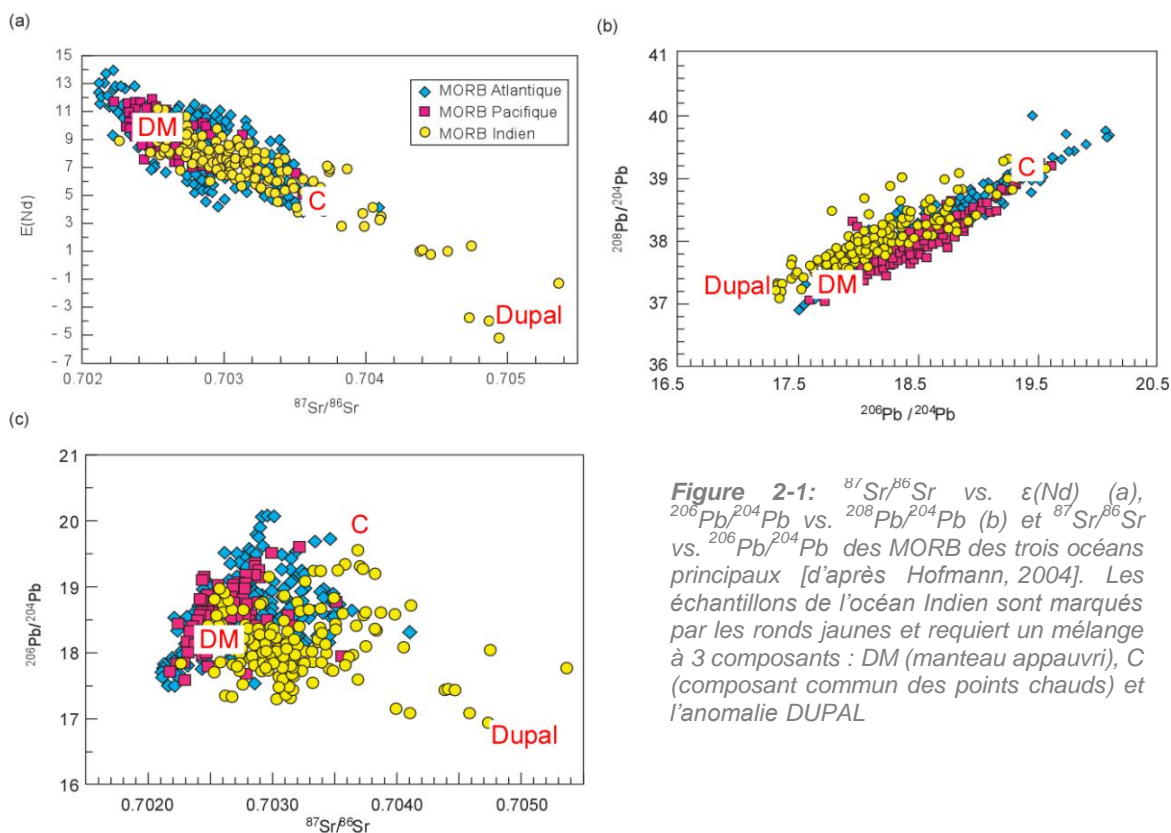 (a)
15
13
11
9
7
5
3
1
- 1
- 3
- 5
- 7
E(Nd)
DM
C
Dupal
MORB Atlantique
MORB Pacifique
MORB Indien
0.702
0.703
0.704
0.705
87Sr/86Sr
(b)
41
40
39
38
37
36
208Pb/204Pb
C
Dupal
DM
16.5
17.5
18.5
19.5
20.5
206Pb /204Pb
(c)
21
20
19
18
17
16
206Pb/204Pb
C
DM
Dupal
0.7020
0.7030
0.7040
0.7050
87Sr/86Sr
Figure 2-1: 87Sr/86Sr vs. ε(Nd) (a),
206Pb/204Pb vs. 208Pb/204Pb (b) et 87Sr/86Sr
vs. 206Pb/204Pb des MORB des trois océans
principaux [d'après Hofmann, 2004]. Les
échantillons de l'océan Indien sont marqués
par les ronds jaunes et requiert un mélange
à 3 composants : DM (manteau appauvri), C
(composant commun des points chauds) et
l'anomalie DUPAL